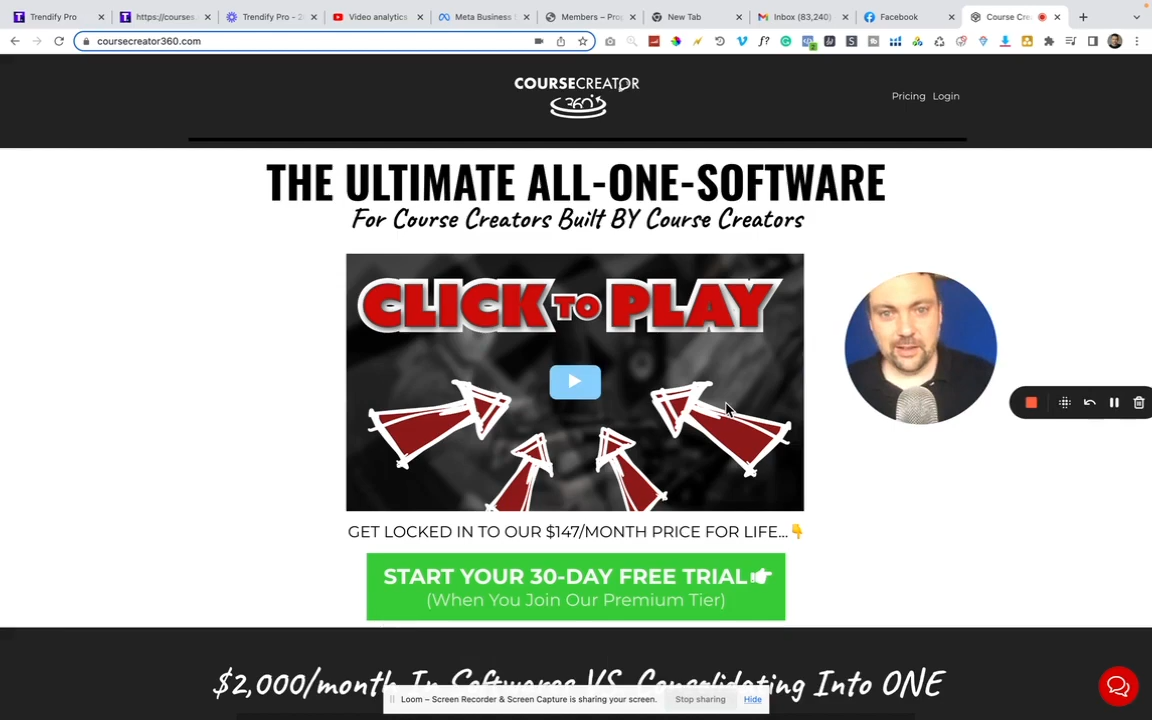 Trendify Pro
https://courses.
Trendify Pro – 2
Video analytics
Meta Business S
Members – Pro
New Tab
Inbox (83,240)
Facebook
Course Cre
coursecreator360.com
COURSECREATOR
360°
Pricing
Login
THE ULTIMATE ALL-ONE-SOFTWARE
For Course Creators Built BY Course Creators
CLICK TO PLAY
GET LOCKED IN TO OUR $147/MONTH PRICE FOR LIFE...👇
START YOUR 30-DAY FREE TRIAL
(When You Join Our Premium Tier)
$2,000/month In Softwares VS Consolidating Into ONE
Loom – Screen Recorder & Screen Capture is sharing your screen.
Stop sharing
Hide